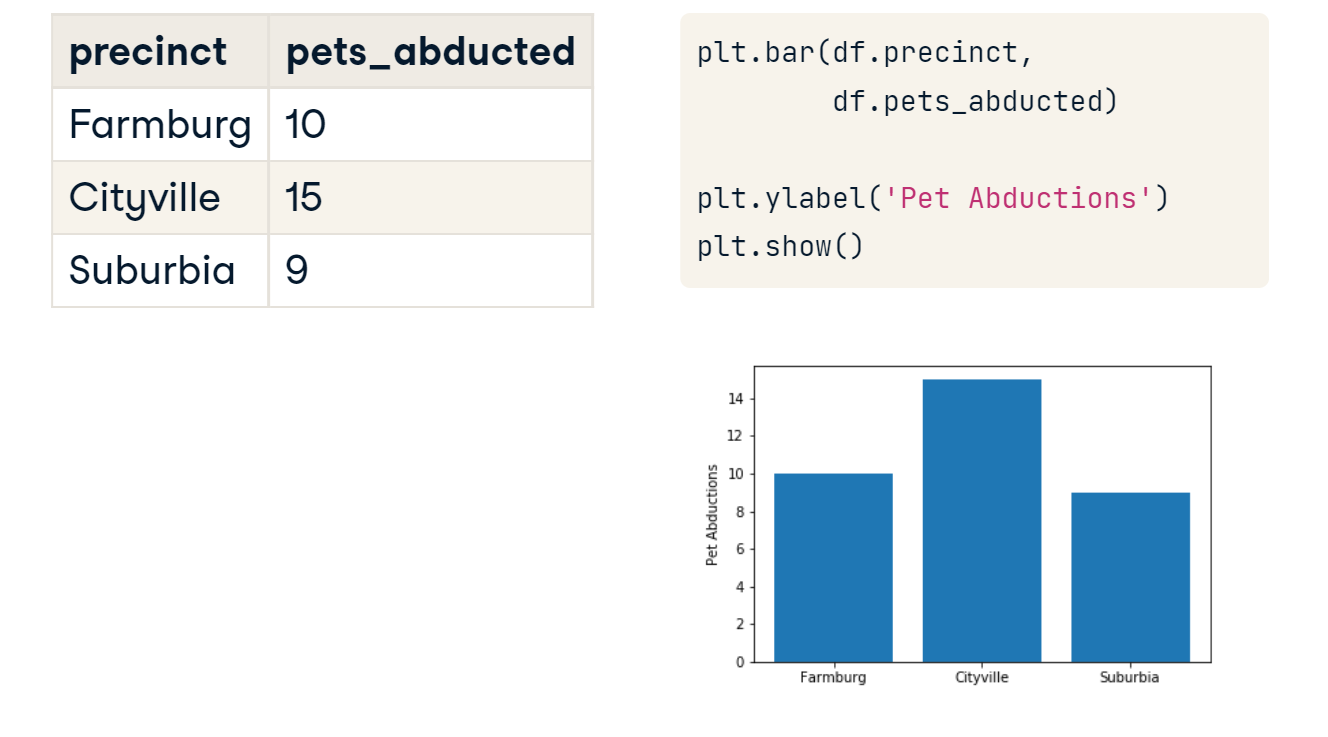 precinct pets_abducted
Farmburg 10
Cityville 15
Suburbia 9
plt.bar(df.precinct,
        df.pets_abducted)
plt.ylabel('Pet Abductions')
plt.show()
Pet Abductions
14
12
10
8
6
4
2
0
Farmburg Cityville Suburbia